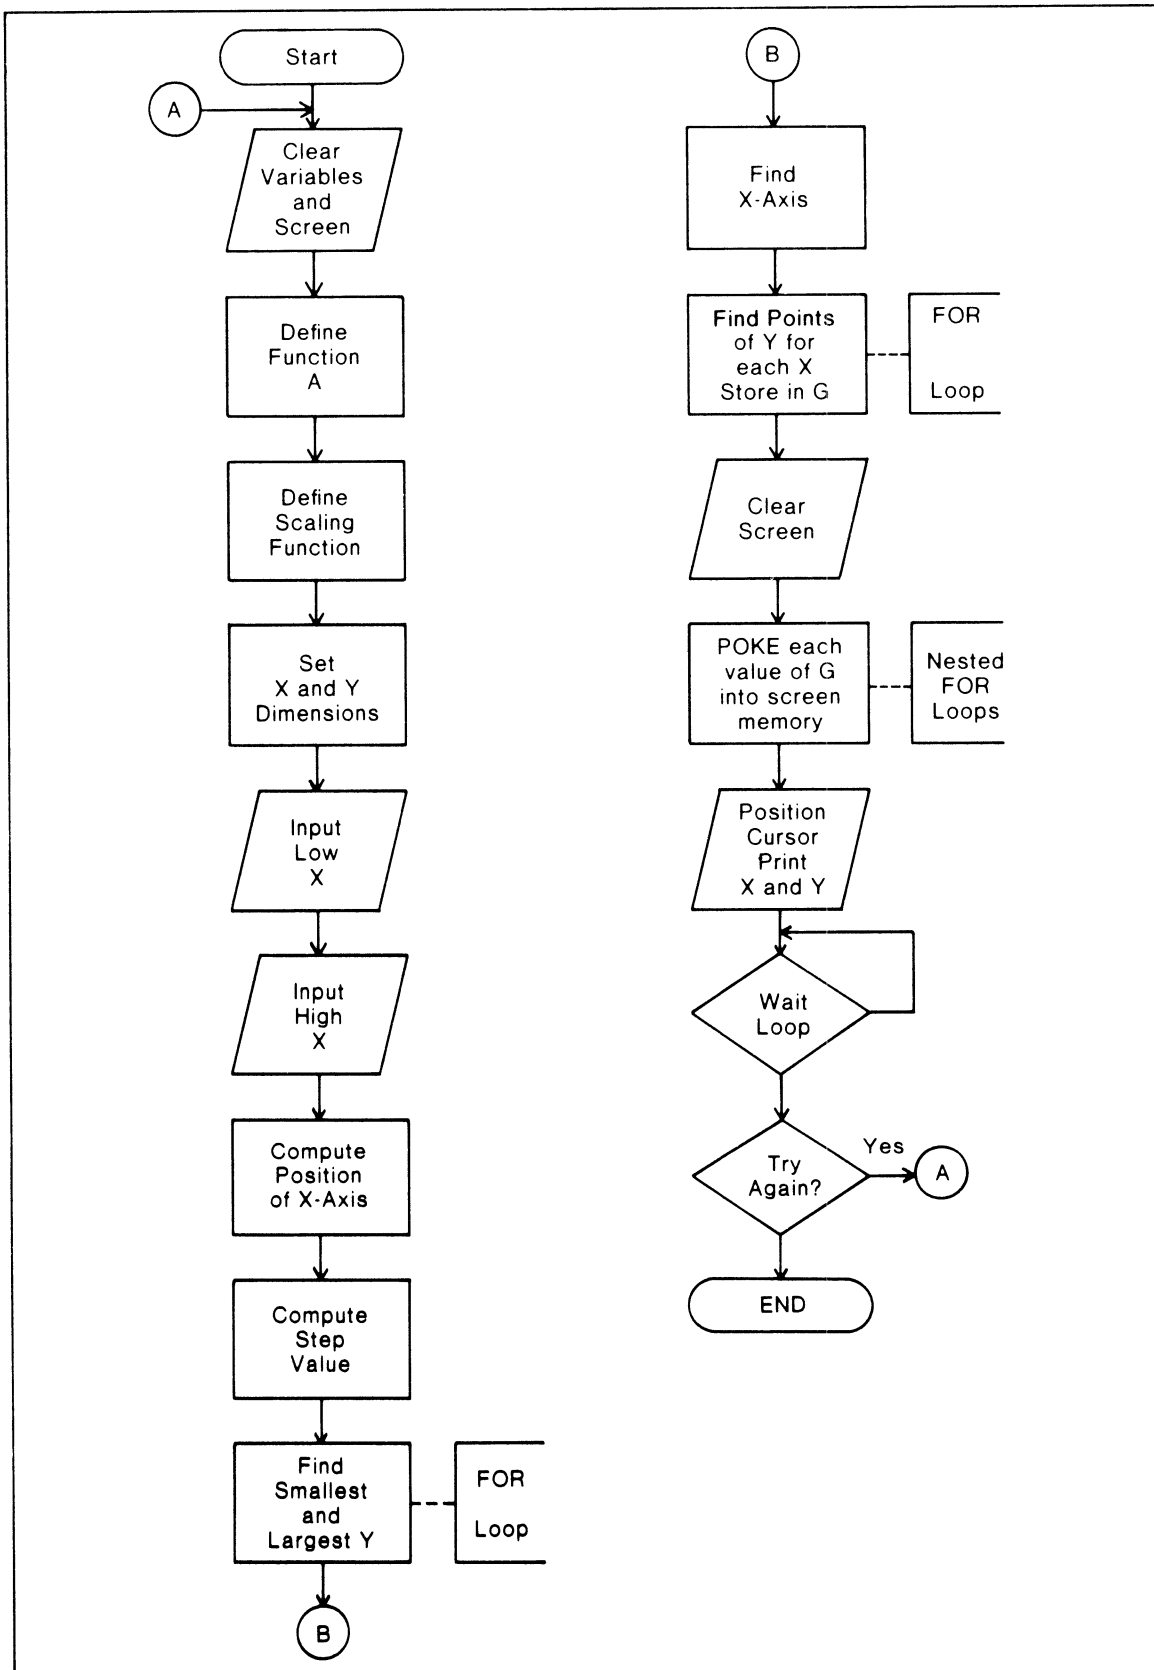 Start
A
Clear
Variables
and
Screen
Define
Function
A
Define
Scaling
Function
Set
X and Y
Dimensions
Input
Low
X
Input
High
X
Compute
Position
of X-Axis
Compute
Step
Value
Find
Smallest
and
Largest Y
FOR
Loop
B
B
Find
X-Axis
Find Points
of Y for
each X
Store in G
FOR
Loop
Clear
Screen
POKE each
value of G
into screen
memory
Nested
FOR
Loops
Position
Cursor
Print
X and Y
Wait
Loop
Try
Again?
Yes
A
END